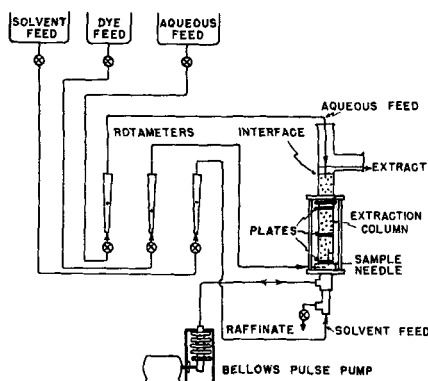 SOLVENT
FEED
DYE
FEED
AQUEOUS
FEED
AQUEOUS FEED
ROTAMETERS
INTERFACE
EXTRACT
PLATES
EXTRACTION
COLUMN
SAMPLE
NEEDLE
RAFFINATE
SOLVENT FEED
BELLOWS PULSE PUMP